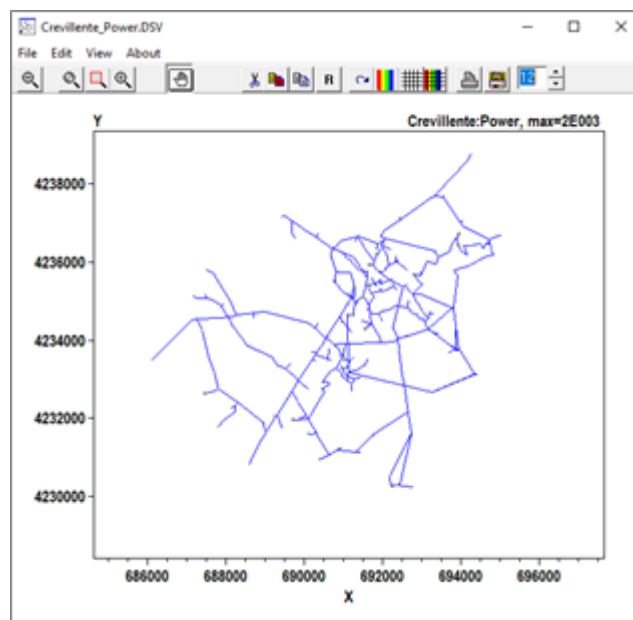 Crevillente_Power.DSV
File Edit View About
R
12
Y
Crevillente:Power, max=2E003
4238000
4236000
4234000
4232000
4230000
686000 688000 690000 692000 694000 696000
X